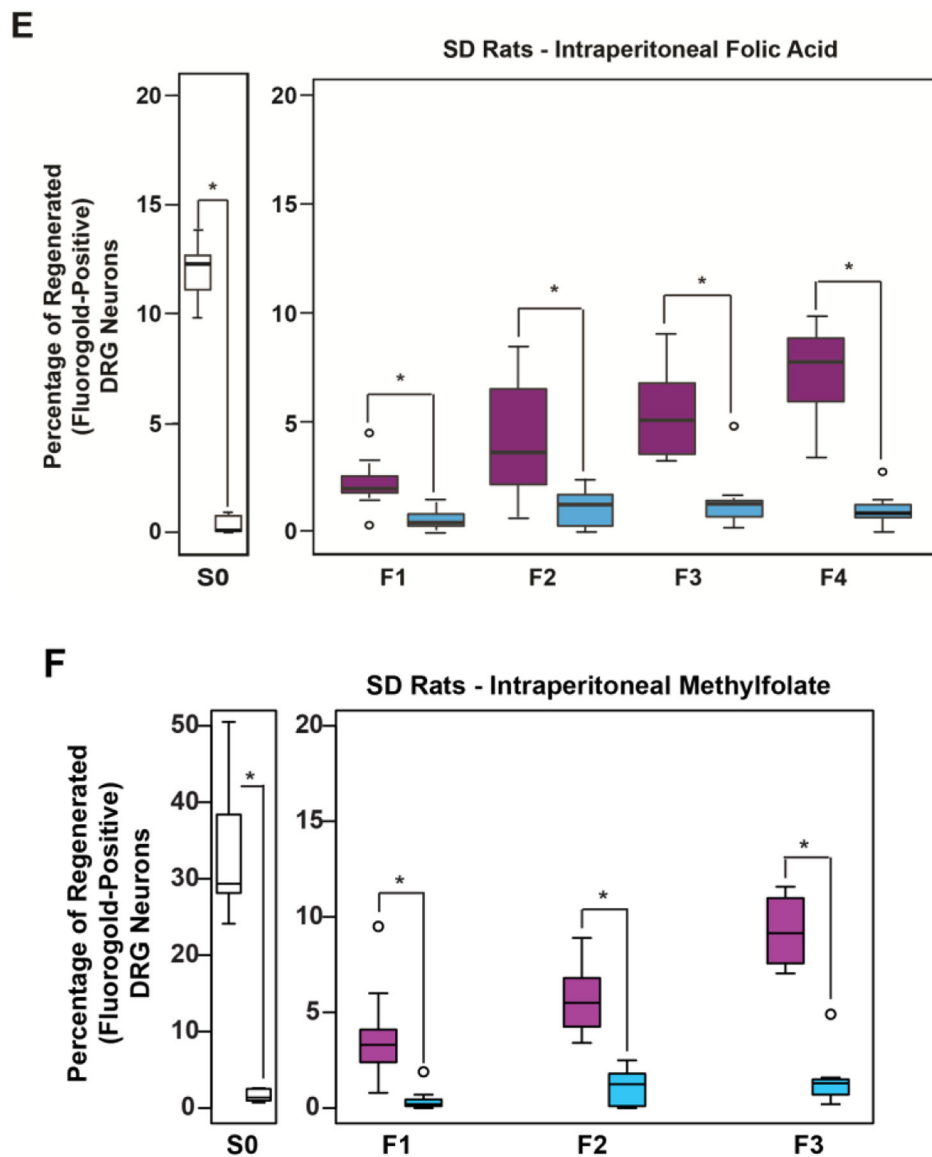 E
SD Rats - Intraperitoneal Folic Acid
Percentage of Regenerated
(Fluorogold-Positive)
DRG Neurons
20
15
10
5
0
*
S0
20
15
10
5
0
*
*
*
*
F1
F2
F3
F4
F
SD Rats - Intraperitoneal Methylfolate
Percentage of Regenerated
(Fluorogold-Positive)
DRG Neurons
50
40
30
20
10
0
*
S0
20
15
10
5
0
*
*
*
F1
F2
F3